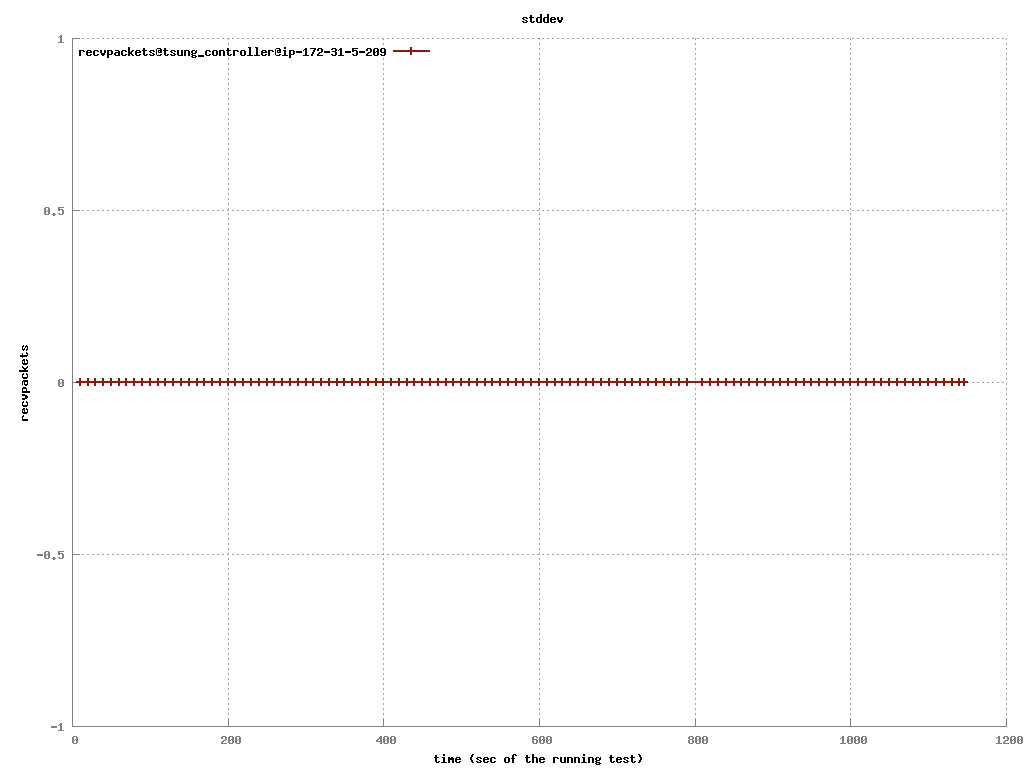 stddev
1
recvpackets@tsung_controller@ip-172-31-5-209
0.5
recvpackets
0
-0.5
-1
0 200 400 600 800 1000 1200
time (sec of the running test)